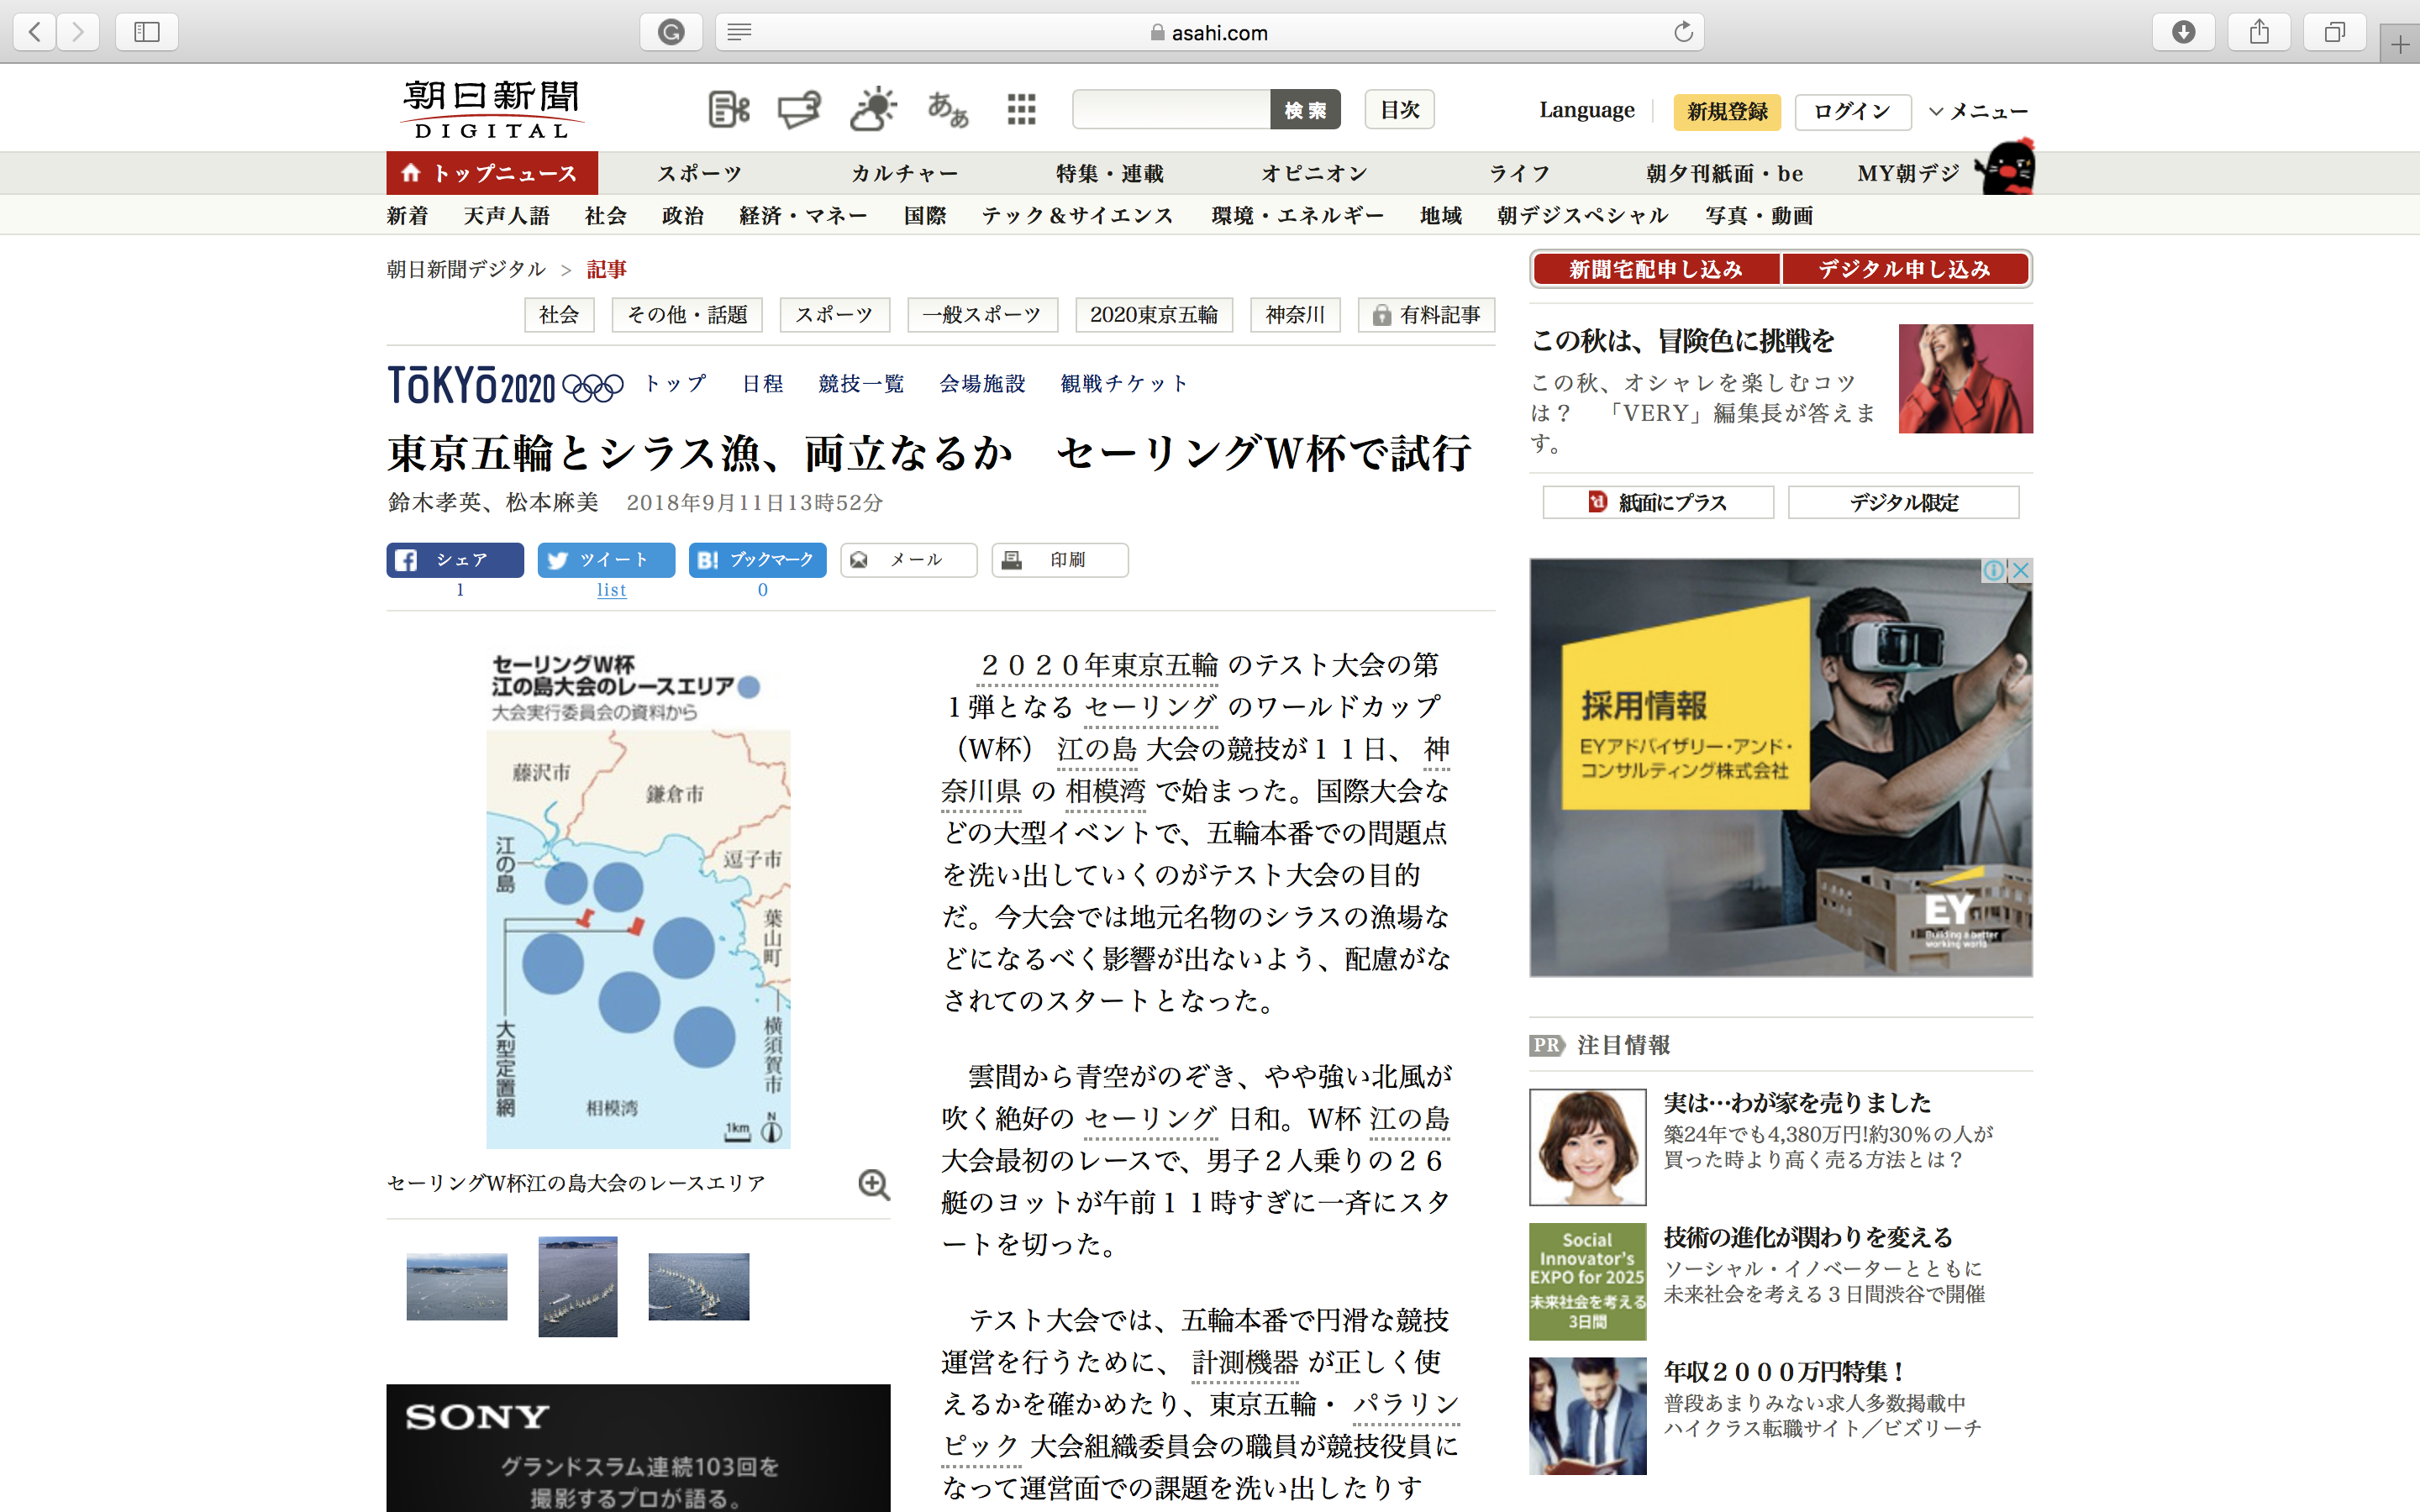 asahi.com
朝日新聞
DIGITAL
ああ
検索
目次
Language
新規登録
ログイン
メニュー
トップニュース
スポーツ
カルチャー
特集・連載
オピニオン
ライフ
朝夕刊紙面・be
MY朝デジ
新着 天声人語 社会 政治 経済・マネー 国際 テック＆サイエンス 環境・エネルギー 地域 朝デジスペシャル 写真・動画
朝日新聞デジタル > 記事
社会 その他・話題 スポーツ 一般スポーツ 2020東京五輪 神奈川 有料記事
TōKYō 2020 トップ 日程 競技一覧 会場施設 観戦チケット
東京五輪とシラス漁、両立なるか　セーリングW杯で試行
鈴木孝英、松本麻美　2018年9月11日13時52分
シェア
ツイート
B! ブックマーク
メール
印刷
1
list
0
セーリングW杯
江の島大会のレースエリア
大会実行委員会の資料から
藤沢市
鎌倉市
江の島
逗子市
葉山町
横須賀市
大型定置網
相模湾
1km
N
セーリングW杯江の島大会のレースエリア
SONY
グランドスラム連続103回を
撮影するプロが語る。
２０２０年東京五輪のテスト大会の第
１弾となるセーリングのワールドカップ
（W杯）江の島大会の競技が１１日、神
奈川県の相模湾で始まった。国際大会な
どの大型イベントで、五輪本番での問題点
を洗い出していくのがテスト大会の目的
だ。今大会では地元名物のシラスの漁場な
どになるべく影響が出ないよう、配慮がな
されてのスタートとなった。
雲間から青空がのぞき、やや強い北風が
吹く絶好のセーリング日和。W杯江の島
大会最初のレースで、男子２人乗りの２６
艇のヨットが午前１１時すぎに一斉にスタ
ートを切った。
テスト大会では、五輪本番で円滑な競技
運営を行うために、計測機器が正しく使
えるかを確かめたり、東京五輪・パラリン
ピック大会組織委員会の職員が競技役員に
なって運営面での課題を洗い出したりす
新聞宅配申し込み
デジタル申し込み
この秋は、冒険色に挑戦を
この秋、オシャレを楽しむコツ
は？　「VERY」編集長が答えま
す。
紙面にプラス
デジタル限定
採用情報
EYアドバイザリー・アンド・
コンサルティング株式会社
EY
Building a better
working world
PR 注目情報
実は…わが家を売りました
築24年でも4,380万円!約30％の人が
買った時より高く売る方法とは？
Social
Innovator's
EXPO for 2025
未来社会を考える
3日間
技術の進化が関わりを変える
ソーシャル・イノベーターとともに
未来社会を考える３日間渋谷で開催
年収２０００万円特集！
普段あまりみない求人多数掲載中
ハイクラス転職サイト／ビズリーチ